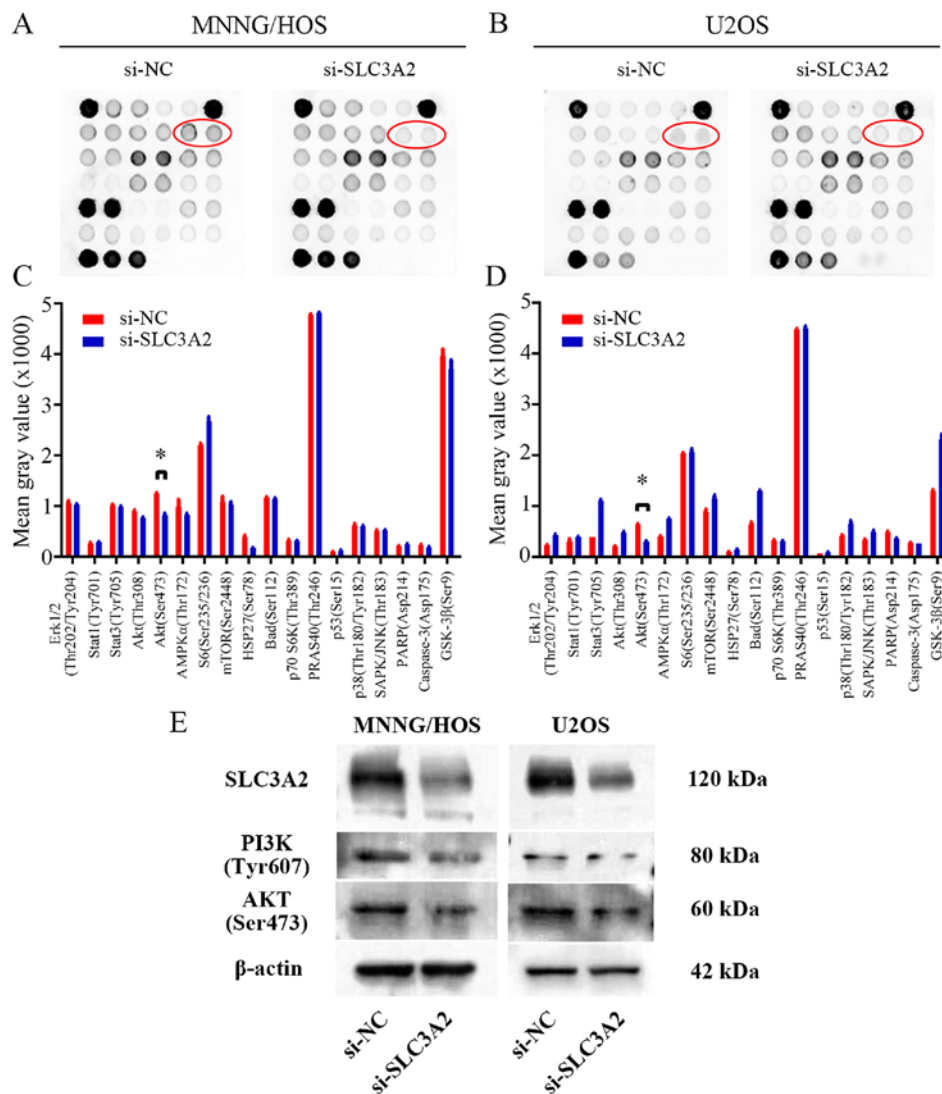 A
MNNG/HOS
B
U2OS
si-NC
si-SLC3A2
si-NC
si-SLC3A2
C
Mean gray value (x1000)
5
4
3
2
1
0
si-NC
si-SLC3A2
*
Erk1/2
(Thr202/Tyr204)
Stat1(Tyr701)
Stat3(Tyr705)
Akt(Thr308)
Akt(Ser473)
AMPKα(Thr172)
S6(Ser235/236)
mTOR(Ser2448)
HSP27(Ser78)
Bad(Ser112)
p70 S6K(Thr389)
PRAS40(Thr246)
p53(Ser15)
p38(Thr180/Tyr182)
SAPK/JNK(Thr183)
PARP(Asp214)
Caspase-3(Asp175)
GSK-3β(Ser9)
D
Mean gray value (x1000)
5
4
3
2
1
0
si-NC
si-SLC3A2
*
Erk1/2
(Thr202/Tyr204)
Stat1(Tyr701)
Stat3(Tyr705)
Akt(Thr308)
Akt(Ser473)
AMPKα(Thr172)
S6(Ser235/236)
mTOR(Ser2448)
HSP27(Ser78)
Bad(Ser112)
p70 S6K(Thr389)
PRAS40(Thr246)
p53(Ser15)
p38(Thr180/Tyr182)
SAPK/JNK(Thr183)
PARP(Asp214)
Caspase-3(Asp175)
GSK-3β(Ser9)
E
MNNG/HOS
U2OS
SLC3A2
120 kDa
PI3K
(Tyr607)
80 kDa
AKT
(Ser473)
60 kDa
β-actin
42 kDa
si-NC
si-SLC3A2
si-NC
si-SLC3A2